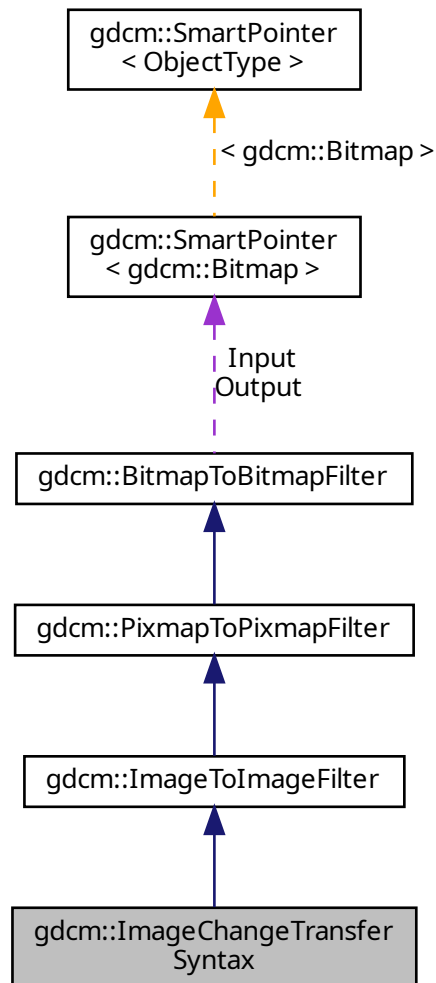 gdcm::SmartPointer
< ObjectType >
< gdcm::Bitmap >
gdcm::SmartPointer
< gdcm::Bitmap >
Input
Output
gdcm::BitmapToBitmapFilter
gdcm::PixmapToPixmapFilter
gdcm::ImageToImageFilter
gdcm::ImageChangeTransfer
Syntax